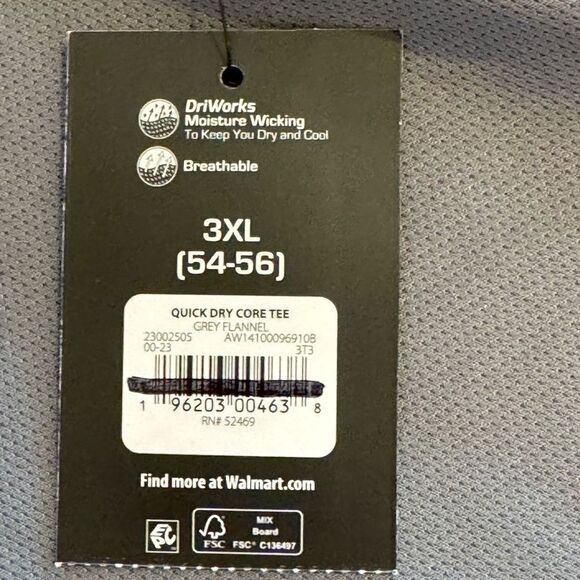 DriWorks
Moisture Wicking
To Keep You Dry and Cool
Breathable
3XL
(54-56)
QUICK DRY CORE TEE
GREY FLANNEL
23002505 AW14100096910B
00-23 3T3
1 96203 00463 8
RN# 52469
Find more at Walmart.com
EPC
FSC
MIX
Board
FSC® C136497